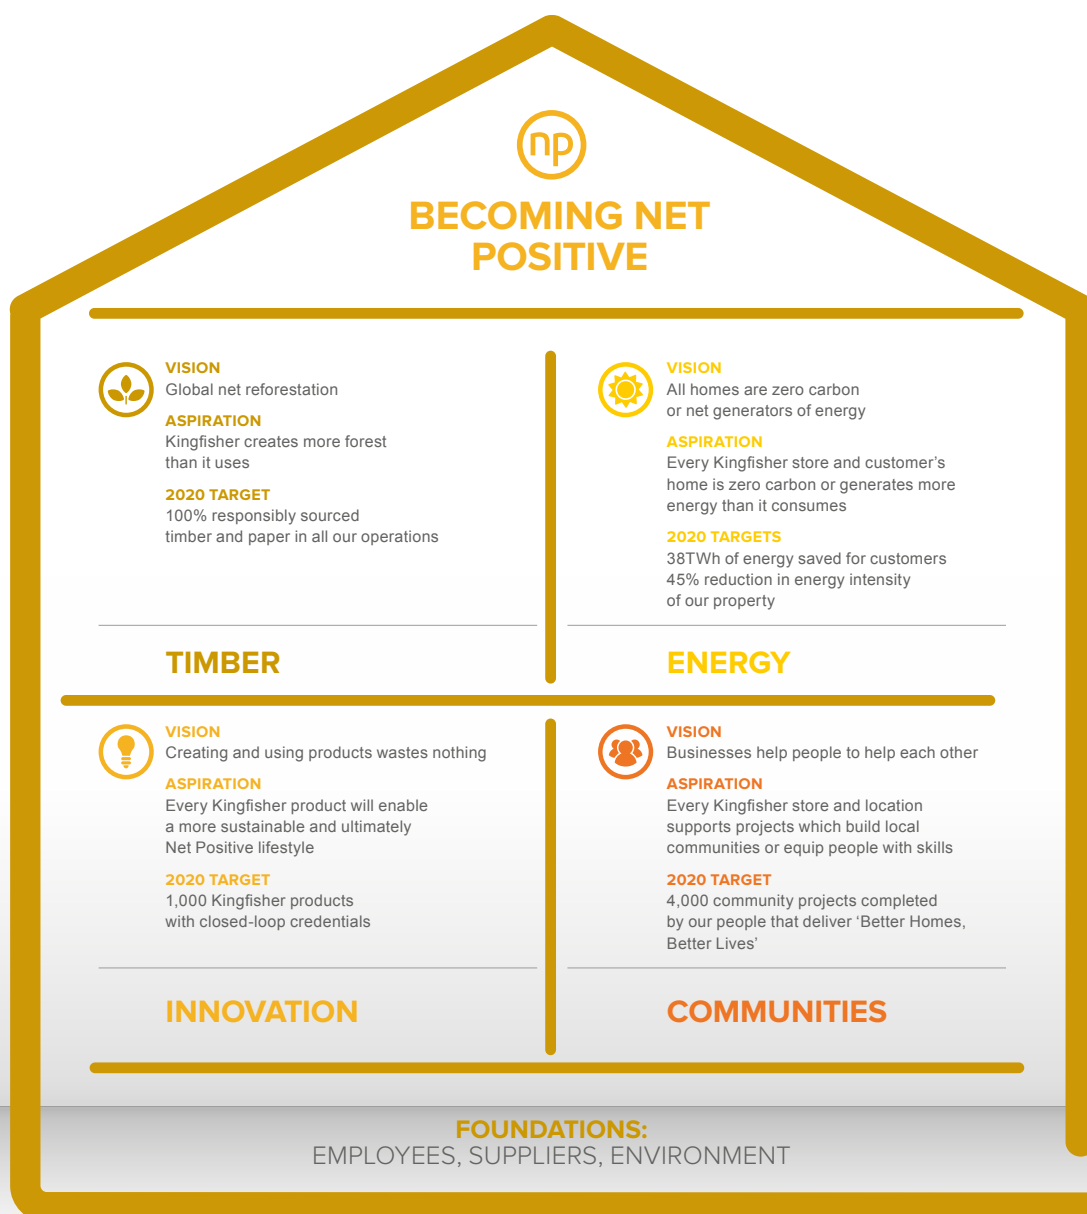 np
BECOMING NET
POSITIVE
VISION
Global net reforestation
ASPIRATION
Kingfisher creates more forest
than it uses
2020 TARGET
100% responsibly sourced
timber and paper in all our operations
TIMBER
VISION
All homes are zero carbon
or net generators of energy
ASPIRATION
Every Kingfisher store and customer’s
home is zero carbon or generates more
energy than it consumes
2020 TARGETS
38TWh of energy saved for customers
45% reduction in energy intensity
of our property
ENERGY
VISION
Creating and using products wastes nothing
ASPIRATION
Every Kingfisher product will enable
a more sustainable and ultimately
Net Positive lifestyle
2020 TARGET
1,000 Kingfisher products
with closed-loop credentials
INNOVATION
VISION
Businesses help people to help each other
ASPIRATION
Every Kingfisher store and location
supports projects which build local
communities or equip people with skills
2020 TARGET
4,000 community projects completed
by our people that deliver ‘Better Homes,
Better Lives’
COMMUNITIES
FOUNDATIONS:
EMPLOYEES, SUPPLIERS, ENVIRONMENT